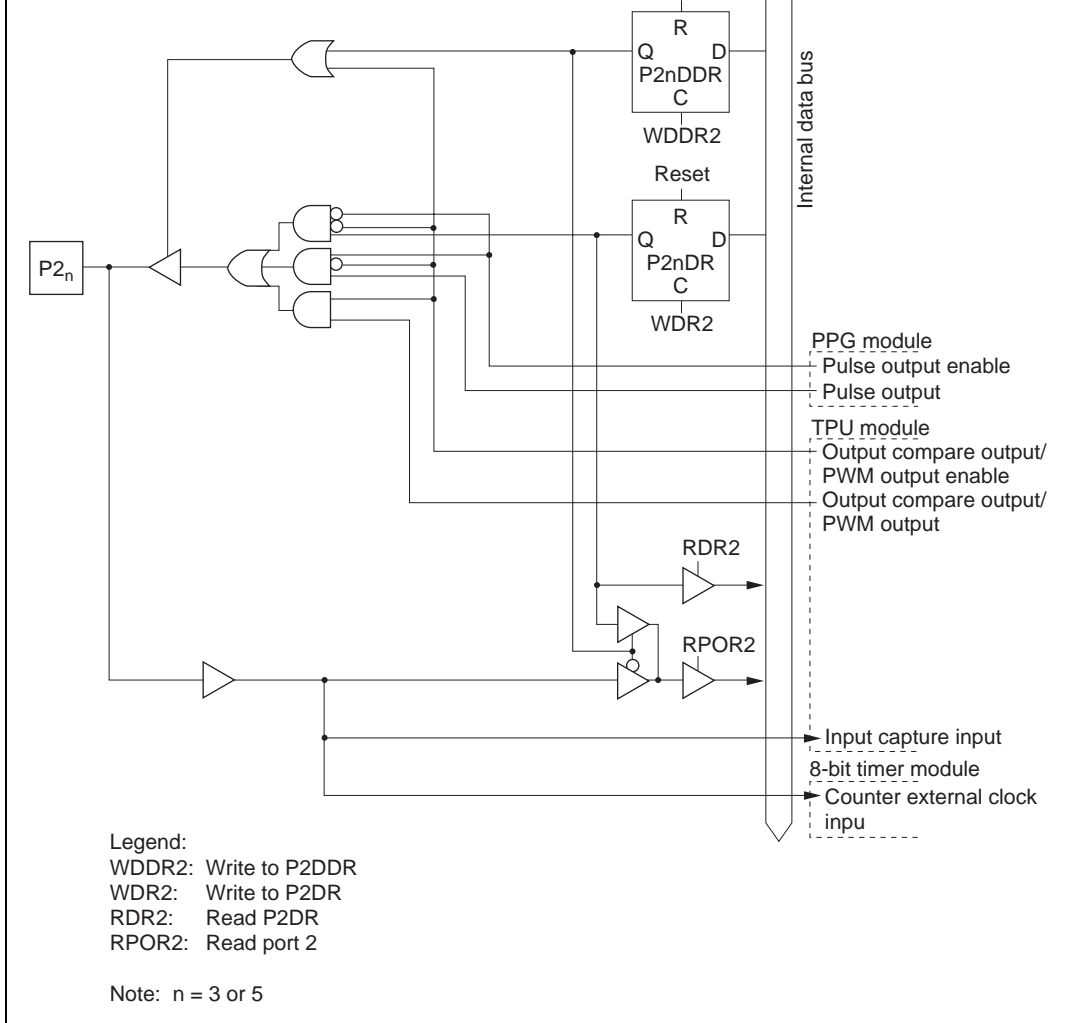 R
Q D
P2nDDR
C
WDDR2
Internal data bus
Reset
R
Q D
P2nDR
C
WDR2
P2n
PPG module
Pulse output enable
Pulse output
TPU module
Output compare output/
PWM output enable
Output compare output/
PWM output
RDR2
RPOR2
Input capture input
8-bit timer module
Counter external clock
inpu
Legend:
WDDR2: Write to P2DDR
WDR2: Write to P2DR
RDR2: Read P2DR
RPOR2: Read port 2
Note: n = 3 or 5